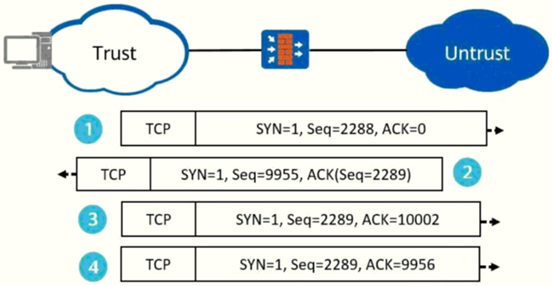 Trust
Untrust
1 TCP SYN=1, Seq=2288, ACK=0
TCP SYN=1, Seq=9955, ACK(Seq=2289) 2
3 TCP SYN=1, Seq=2289, ACK=10002
4 TCP SYN=1, Seq=2289, ACK=9956